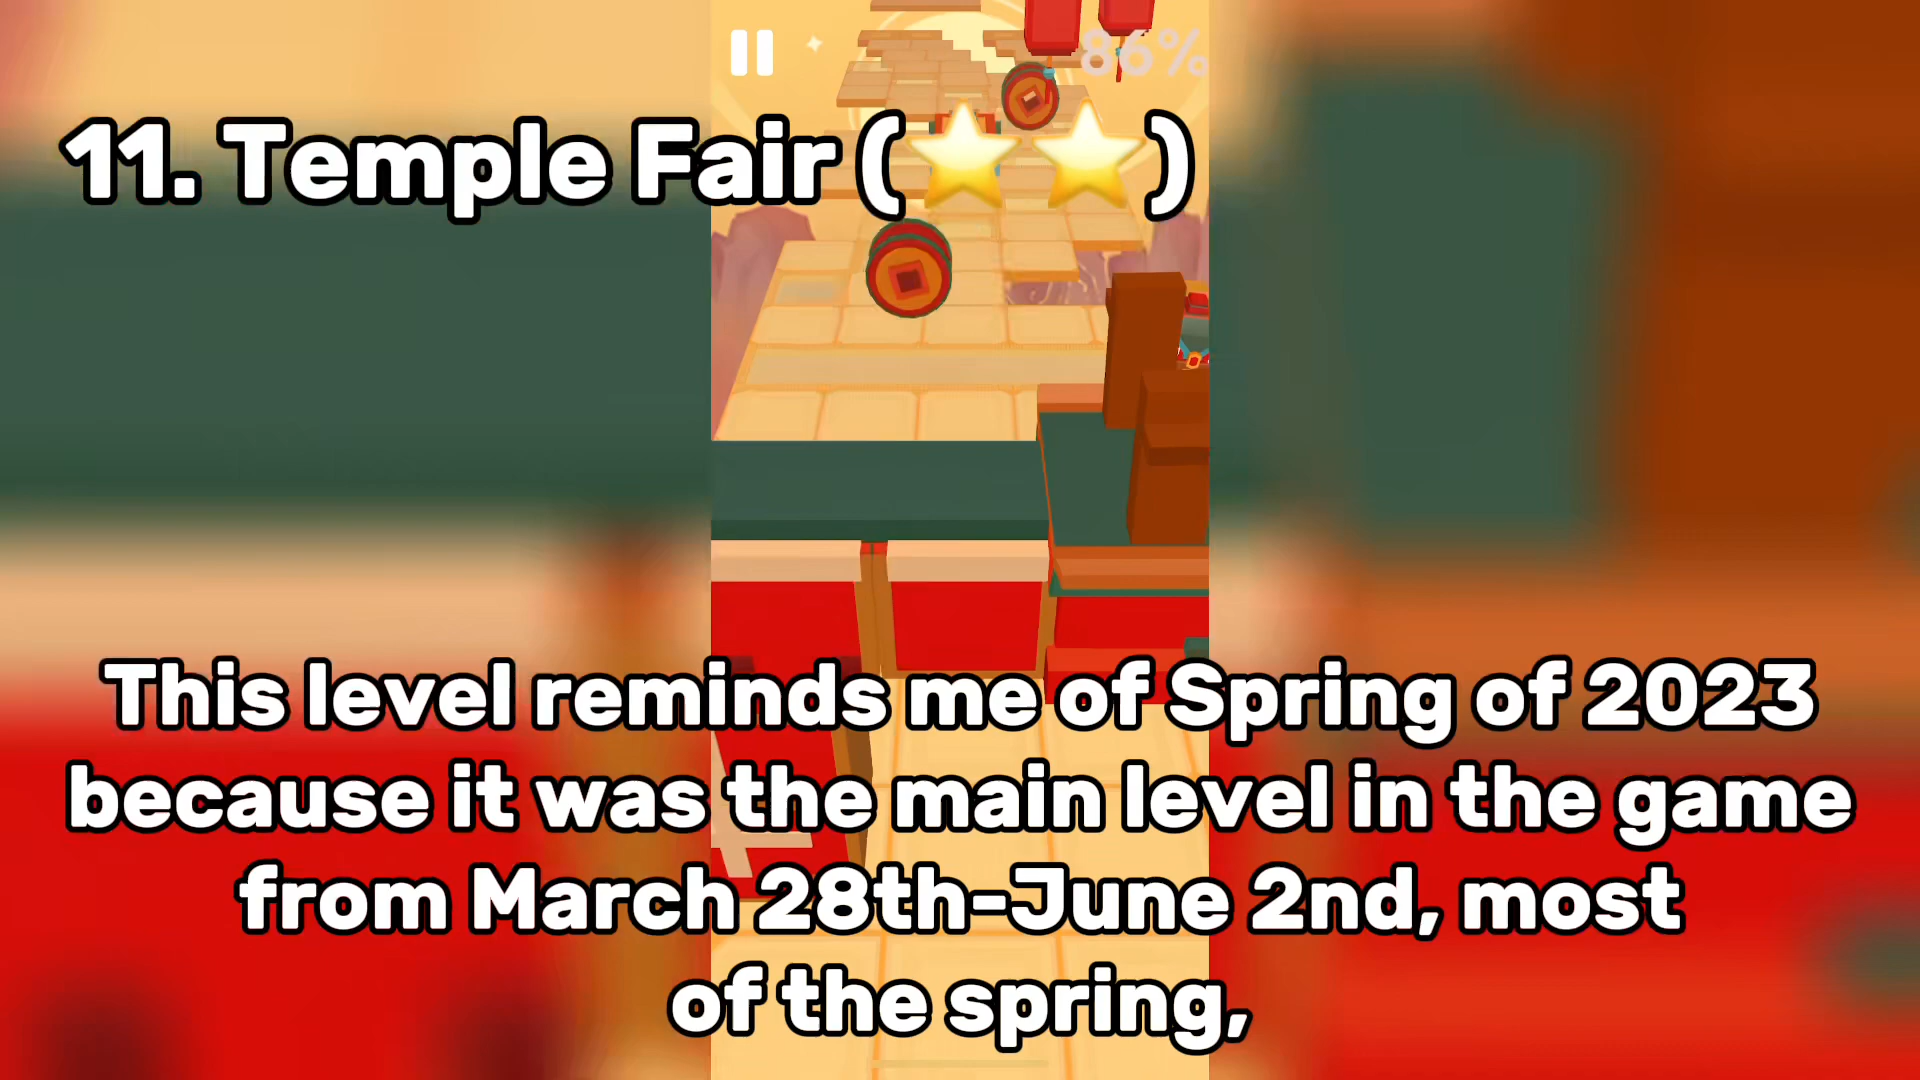 86%
11. Temple Fair (⭐⭐)
This level reminds me of Spring of 2023
because it was the main level in the game
from March 28th-June 2nd, most
of the spring,